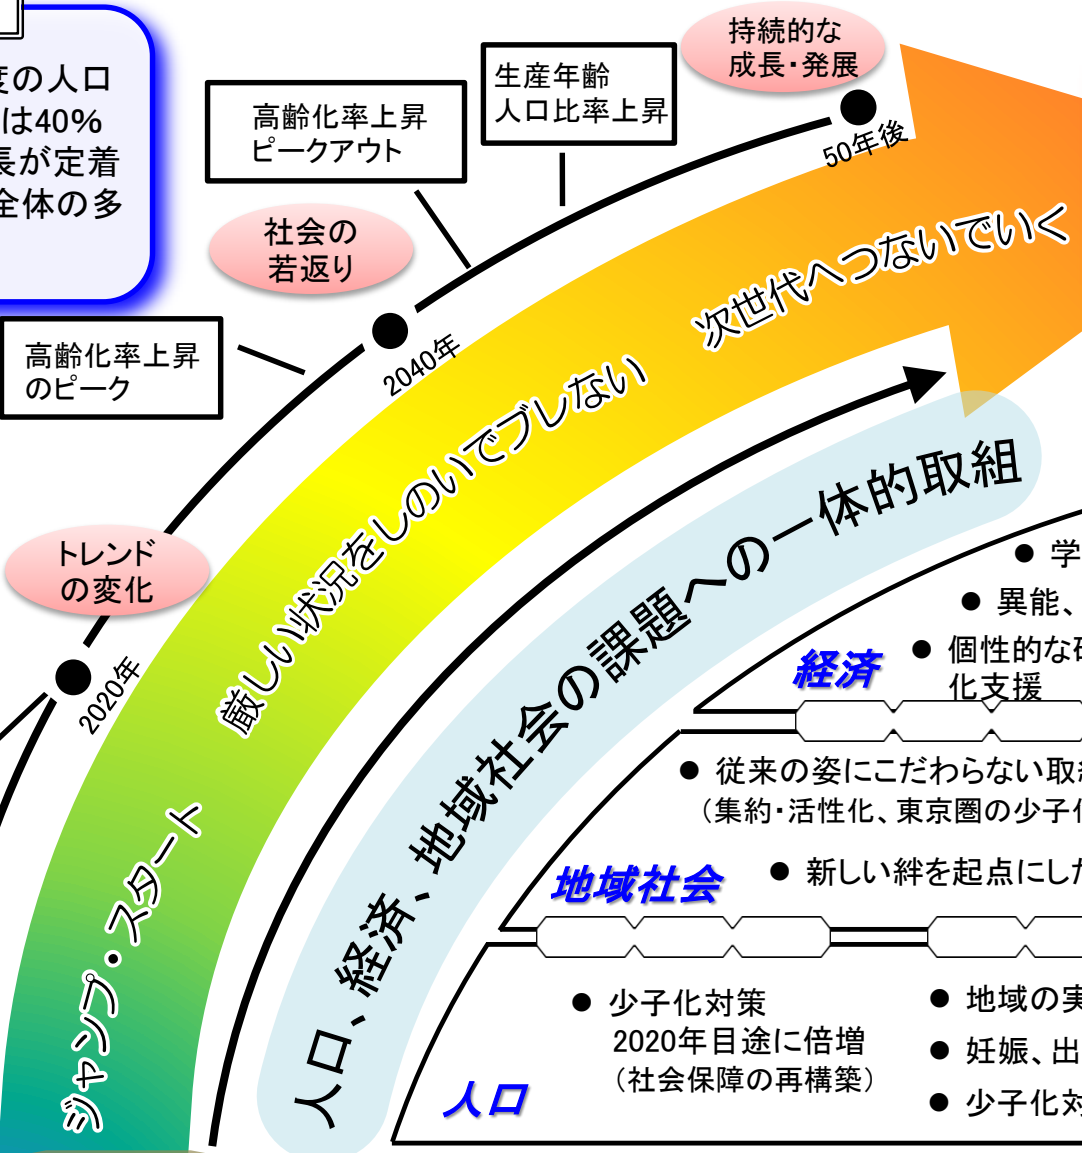 度の人口
は40%
長が定着
全体の多
持続的な
成長・発展
生産年齢
人口比率上昇
高齢化率上昇
ピークアウト
50年後
社会の
若返り
高齢化率上昇
のピーク
2040年
トレンド
の変化
2020年
ジャンプ・スタート
厳しい状況をしのいでブレない
次世代へつないでいく
人口、経済、地域社会の課題への一体的取組
● 学
● 異能、
経済
● 個性的な研
化支援
● 従来の姿にこだわらない取組
（集約・活性化、東京圏の少子化
地域社会
● 新しい絆を起点にした
● 少子化対策
2020年目途に倍増
（社会保障の再構築）
人口
● 地域の実
● 妊娠、出
● 少子化対